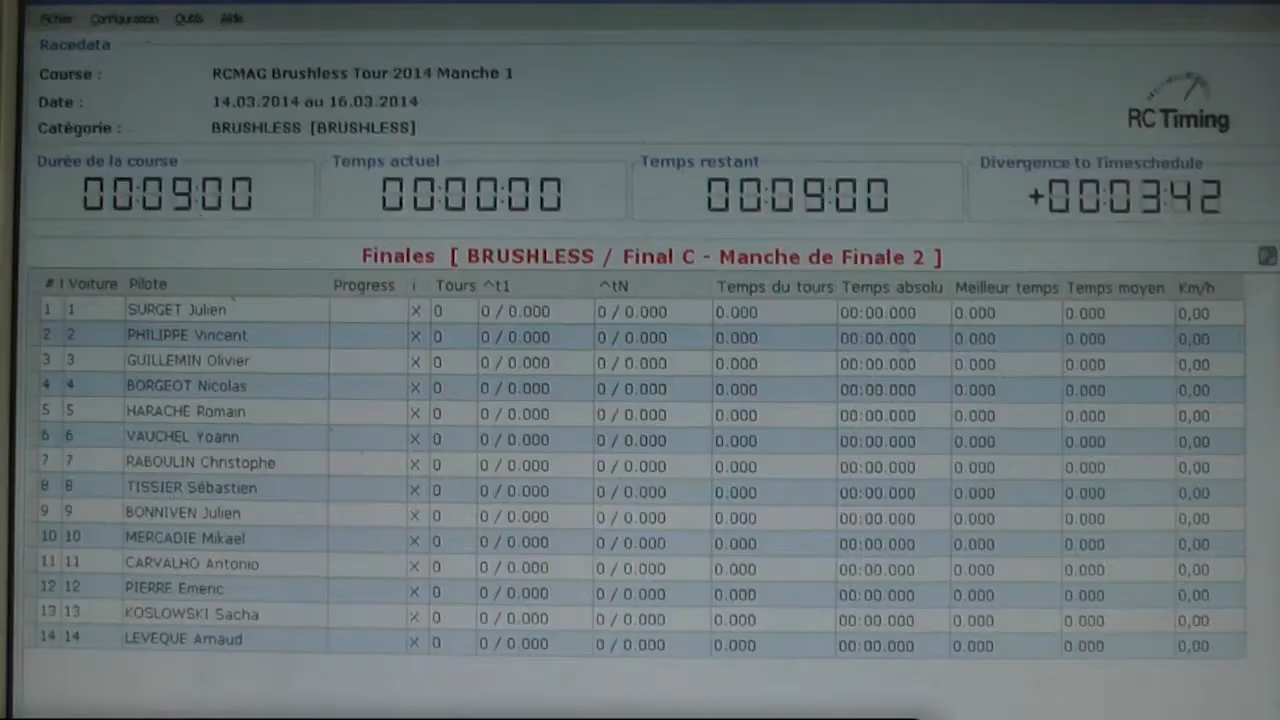 Fichier Configuration Outils Aide
Racedata
Course : RCMAG Brushless Tour 2014 Manche 1
Date : 14.03.2014 au 16.03.2014
Catégorie : BRUSHLESS [BRUSHLESS]
RC Timing
Durée de la course Temps actuel Temps restant Divergence to Timeschedule
00:09:00 00:00:00 00:09:00 +00:03:42
Finales [ BRUSHLESS / Final C - Manche de Finale 2 ]
# I Voiture Pilote Progress i Tours ^t1 ^tN Temps du tours Temps absolu Meilleur temps Temps moyen Km/h
1 1 SURGET Julien X 0 0 / 0.000 0 / 0.000 0.000 00:00.000 0.000 0.000 0,00
2 2 PHILIPPE Vincent X 0 0 / 0.000 0 / 0.000 0.000 00:00.000 0.000 0.000 0,00
3 3 GUILLEMIN Olivier X 0 0 / 0.000 0 / 0.000 0.000 00:00.000 0.000 0.000 0,00
4 4 BORGEOT Nicolas X 0 0 / 0.000 0 / 0.000 0.000 00:00.000 0.000 0.000 0,00
5 5 HARACHE Romain X 0 0 / 0.000 0 / 0.000 0.000 00:00.000 0.000 0.000 0,00
6 6 VAUCHEL Yoann X 0 0 / 0.000 0 / 0.000 0.000 00:00.000 0.000 0.000 0,00
7 7 RABOULIN Christophe X 0 0 / 0.000 0 / 0.000 0.000 00:00.000 0.000 0.000 0,00
8 8 TISSIER Sébastien X 0 0 / 0.000 0 / 0.000 0.000 00:00.000 0.000 0.000 0,00
9 9 BONNIVEN Julien X 0 0 / 0.000 0 / 0.000 0.000 00:00.000 0.000 0.000 0,00
10 10 MERCADIE Mikael X 0 0 / 0.000 0 / 0.000 0.000 00:00.000 0.000 0.000 0,00
11 11 CARVALHO Antonio X 0 0 / 0.000 0 / 0.000 0.000 00:00.000 0.000 0.000 0,00
12 12 PIERRE Emeric X 0 0 / 0.000 0 / 0.000 0.000 00:00.000 0.000 0.000 0,00
13 13 KOSLOWSKI Sacha X 0 0 / 0.000 0 / 0.000 0.000 00:00.000 0.000 0.000 0,00
14 14 LEVEQUE Arnaud X 0 0 / 0.000 0 / 0.000 0.000 00:00.000 0.000 0.000 0,00